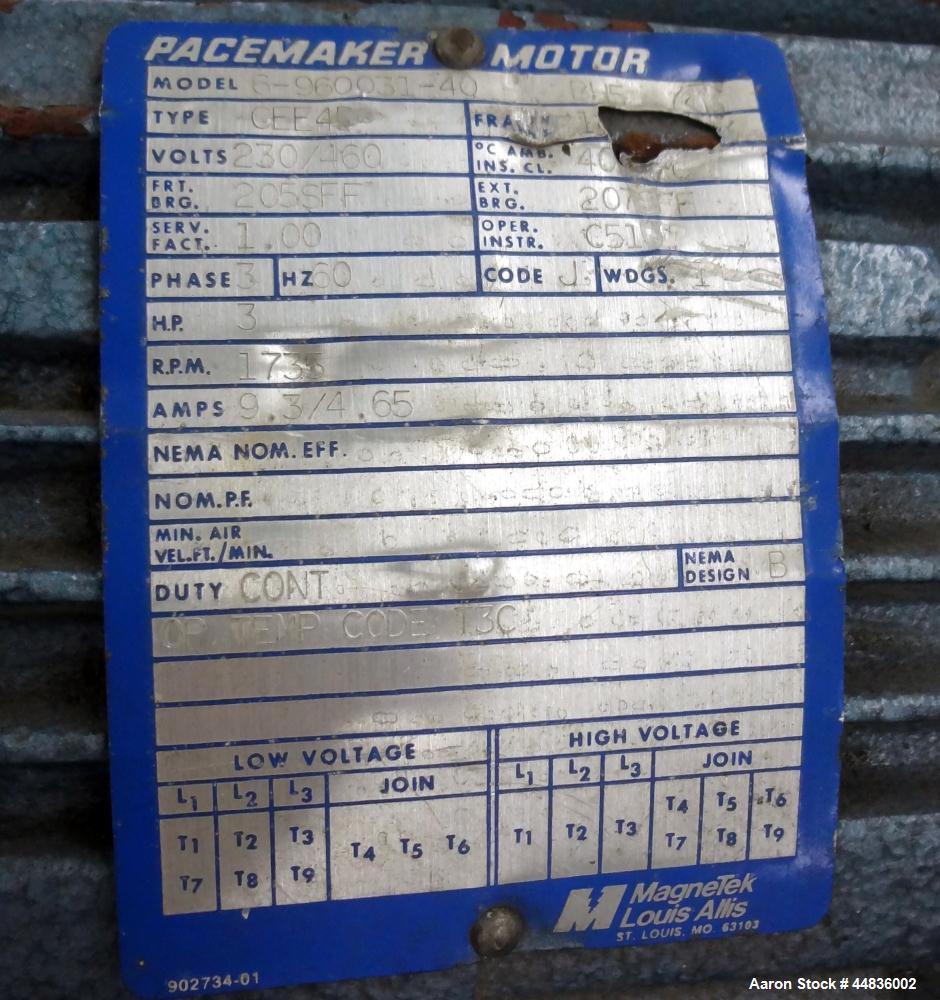 PACEMAKER MOTOR
MODEL 6-960031-40
TYPE
VOLTS 230/460 °C AMB. INS. CL. 40
FRT. BRG. 205SFF EXT. BRG.
SERV. FACT. 1.00 OPER. INSTR.
PHASE 3 HZ 60 CODE J WDGS. 1
H.P. 3
R.P.M.
AMPS 9.3/4.65
NEMA NOM. EFF.
NOM. P.F.
MIN. AIR
VEL.FT./MIN.
DUTY CONT NEMA DESIGN B
OP TEMP CODE T3C
LOW VOLTAGE HIGH VOLTAGE
L1 L2 L3 JOIN L1 L2 L3 JOIN
T1 T2 T3 T4 T5 T6 T1 T2 T3 T4 T5 T6
T7 T8 T9 T7 T8 T9
MagneTek
Louis Allis
ST. LOUIS, MO. 63103
902734-01
Aaron Stock # 44836002